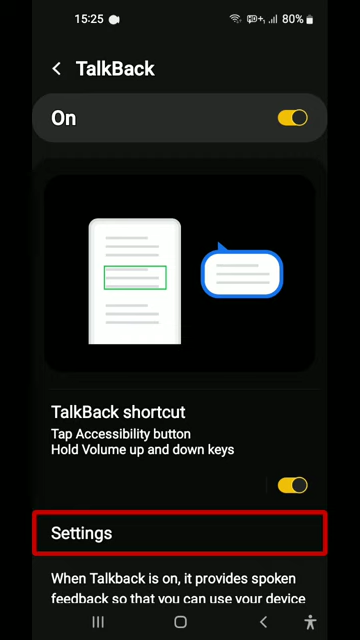 15:25 80%
TalkBack
On
TalkBack shortcut
Tap Accessibility button
Hold Volume up and down keys
Settings
When Talkback is on, it provides spoken
feedback so that you can use your device